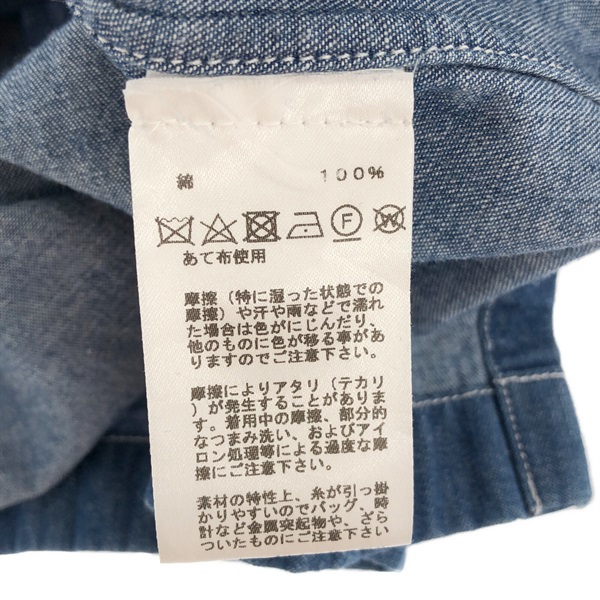 綿 100%
F W
あて布使用
摩擦（特に湿った状態での
摩擦）や汗や雨などで濡れ
た場合は色がにじんだり、
他のものに色が移る事があ
りますのでご注意下さい。
摩擦によりアタリ（テカリ
）が発生することがありま
す。着用中の摩擦、部分的
なつまみ洗い、およびアイ
ロン処理等による過度な摩
擦にご注意下さい。
素材の特性上、糸が引っ掛
かりやすいのでバッグ、時
計など金属突起物や、ざら
ついたものにご注意下さい